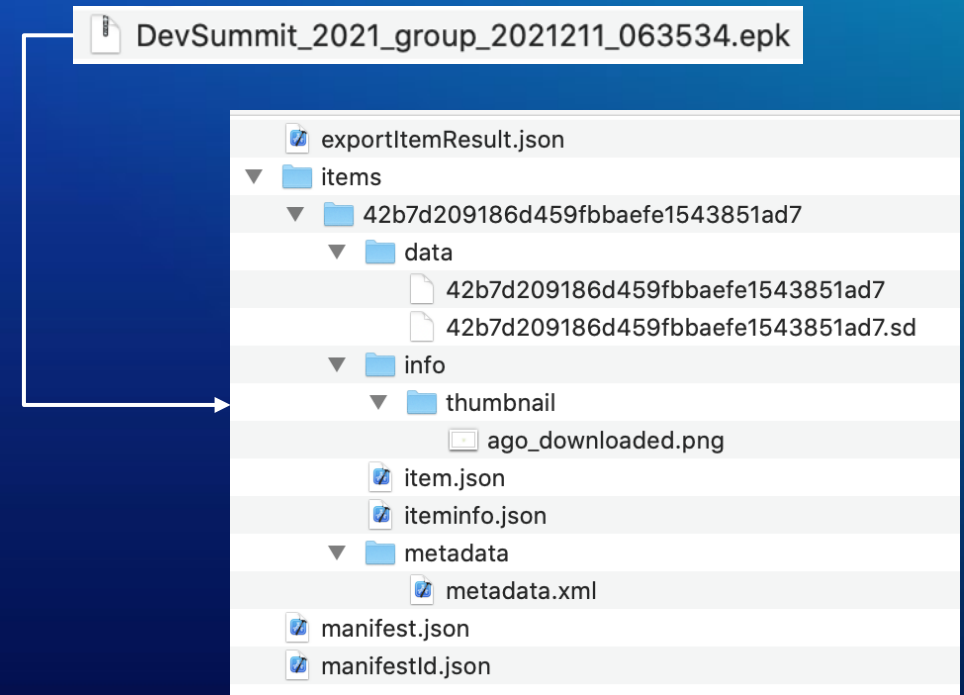 DevSummit_2021_group_2021211_063534.epk
exportItemResult.json
items
42b7d209186d459fbbaefe1543851ad7
data
42b7d209186d459fbbaefe1543851ad7
42b7d209186d459fbbaefe1543851ad7.sd
info
thumbnail
ago_downloaded.png
item.json
iteminfo.json
metadata
metadata.xml
manifest.json
manifestId.json